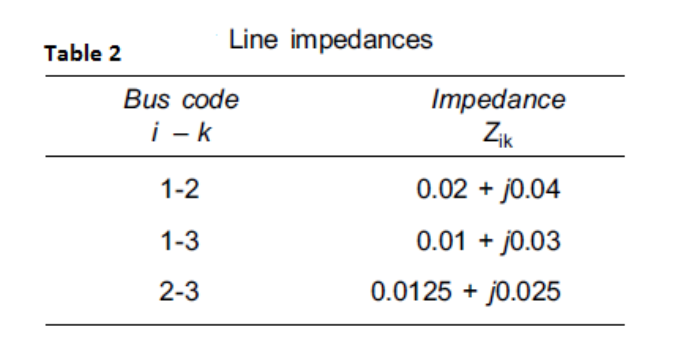 Line impedances
Table 2
Bus code Impedance
i – k Zik
1-2 0.02 + j0.04
1-3 0.01 + j0.03
2-3 0.0125 + j0.025